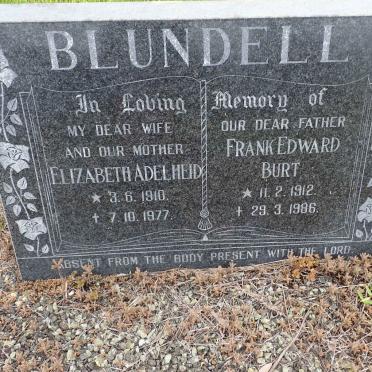 BLUNDELL
In Loving Memory of
MY DEAR WIFE
AND OUR MOTHER
ELIZABETH ADELHEID
★ 3. 6. 1910.
✝ 7. 10. 1977.
OUR DEAR FATHER
FRANK EDWARD
BURT
★ 11. 2. 1912.
✝ 29. 3. 1986.
ABSENT FROM THE BODY PRESENT WITH THE LORD